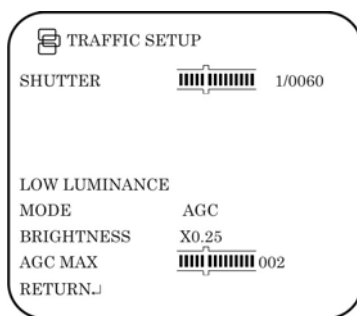 TRAFFIC SETUP
SHUTTER 1/0060
LOW LUMINANCE
MODE AGC
BRIGHTNESS X0.25
AGC MAX 002
RETURN↵